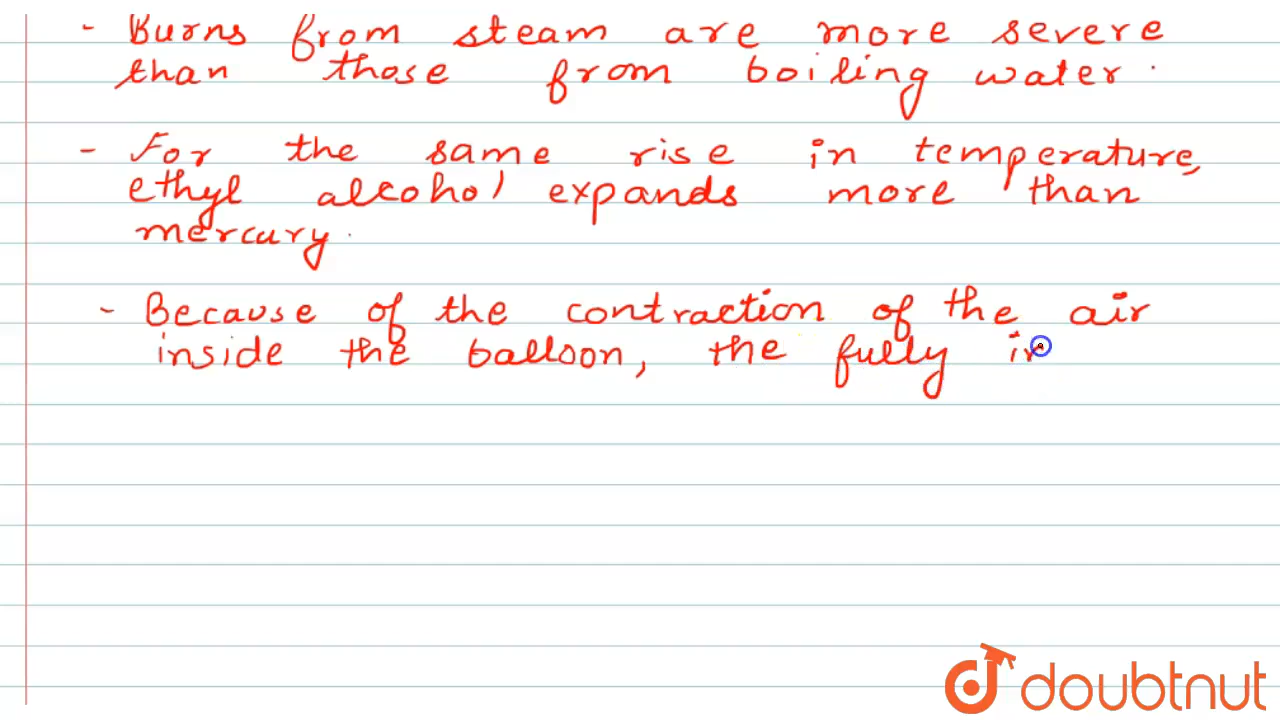 - Burns from steam are more severe
than those from boiling water.
- For the same rise in temperature,
ethyl alcohol expands more than
mercury.
- Because of the contraction of the air
inside the balloon, the fully in
doubtnut